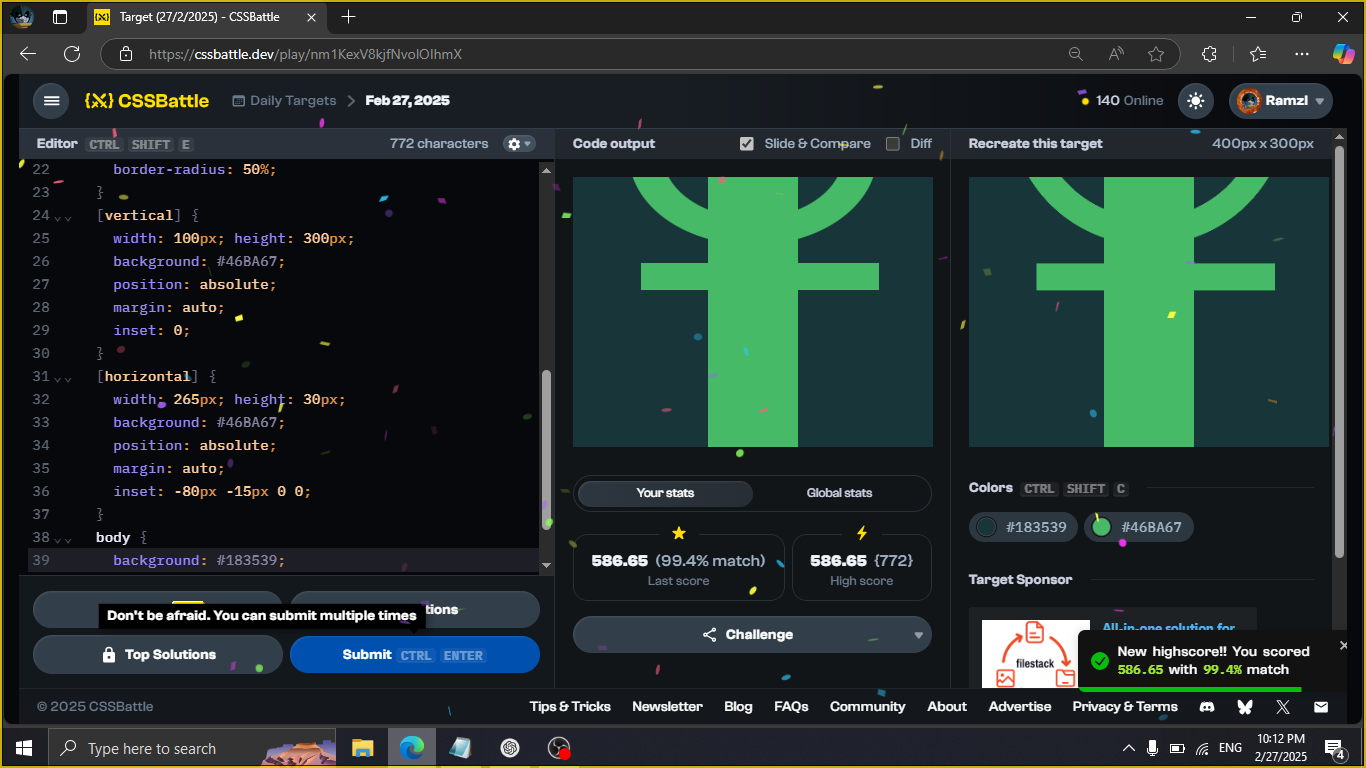 Target (27/2/2025) - CSSBattle
https://cssbattle.dev/play/nm1KexV8kjfNvolOIhmX
{X} CSSBattle
Daily Targets > Feb 27, 2025
140 Online
Ramzl
Editor CTRL SHIFT E
772 characters
22 border-radius: 50%;
23 }
24 [vertical] {
25 width: 100px; height: 300px;
26 background: #46BA67;
27 position: absolute;
28 margin: auto;
29 inset: 0;
30 }
31 [horizontal] {
32 width: 265px; height: 30px;
33 background: #46BA67;
34 position: absolute;
35 margin: auto;
36 inset: -80px -15px 0 0;
37 }
38 body {
39 background: #183539;
Don't be afraid. You can submit multiple times
tions
Top Solutions
Submit CTRL ENTER
Code output
Slide & Compare
Diff
Your stats
Global stats
586.65 (99.4% match)
Last score
586.65 {772}
High score
Challenge
Recreate this target
400px x 300px
Colors CTRL SHIFT C
#183539
#46BA67
Target Sponsor
filestack
All-in-one solution for
New highscore!! You scored
586.65 with 99.4% match
© 2025 CSSBattle
Tips & Tricks
Newsletter
Blog
FAQs
Community
About
Advertise
Privacy & Terms
Type here to search
ENG
10:12 PM
2/27/2025
4